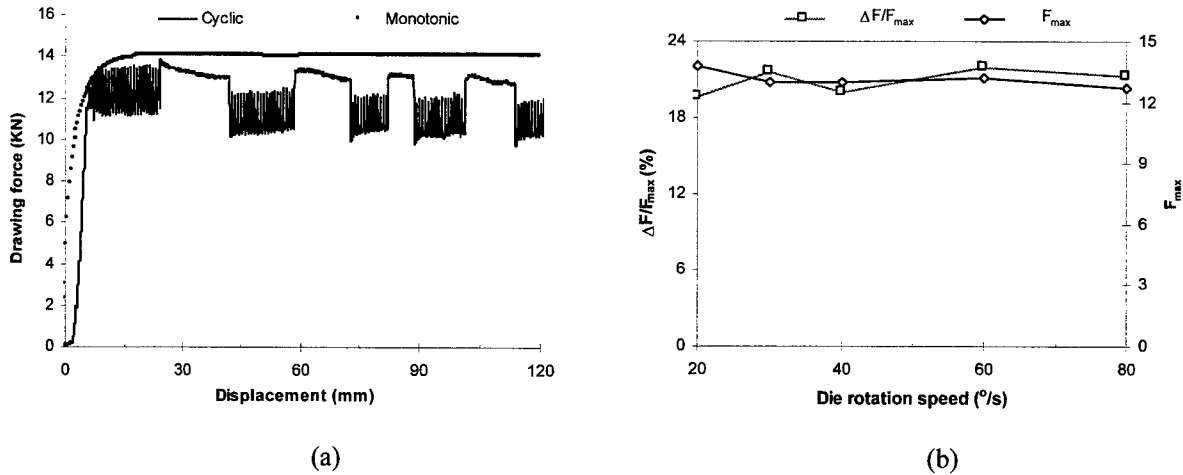 Cyclic
Monotonic
16
14
12
10
8
6
4
2
0
Drawing force (KN)
0
30
60
90
120
Displacement (mm)
(a)
ΔF/Fmax
Fmax
24
18
12
6
0
ΔF/Fmax (%)
15
12
9
6
3
0
Fmax
20
40
60
80
Die rotation speed (°/s)
(b)